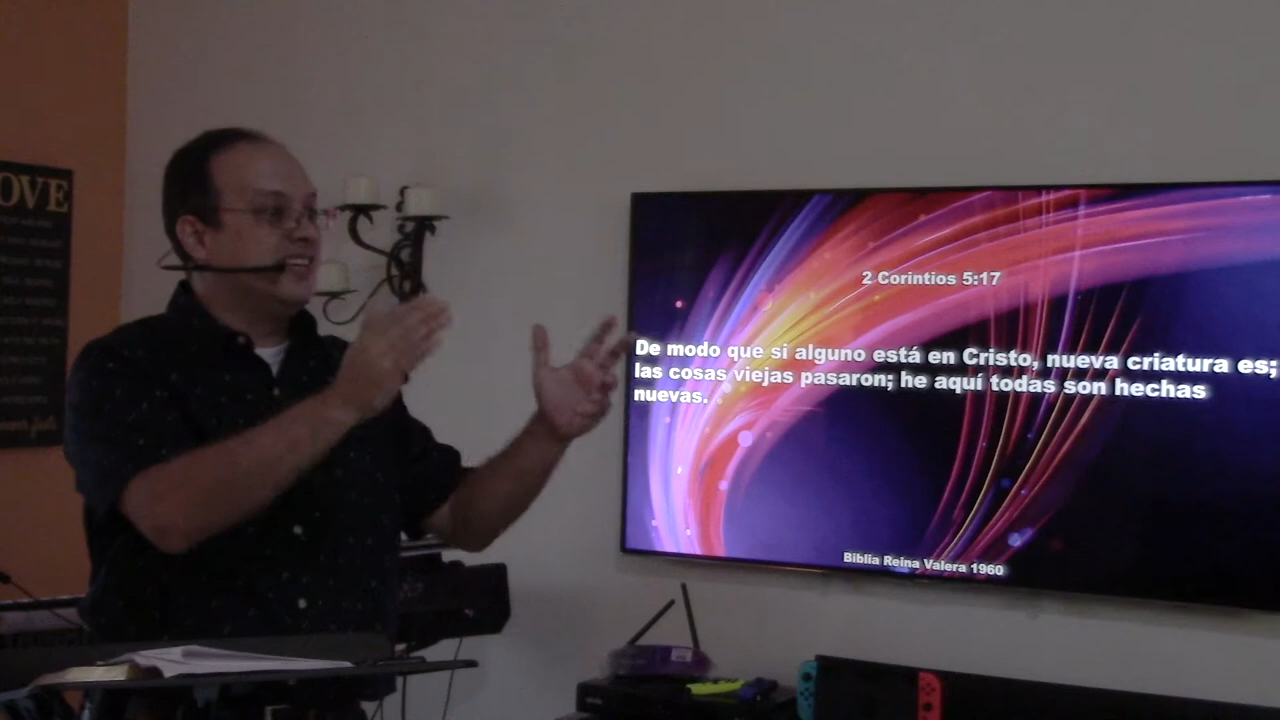 OVE
2 Corintios 5:17
De modo que si alguno está en Cristo, nueva criatura es;
las cosas viejas pasaron; he aquí todas son hechas
nuevas.
Biblia Reina Valera 1960